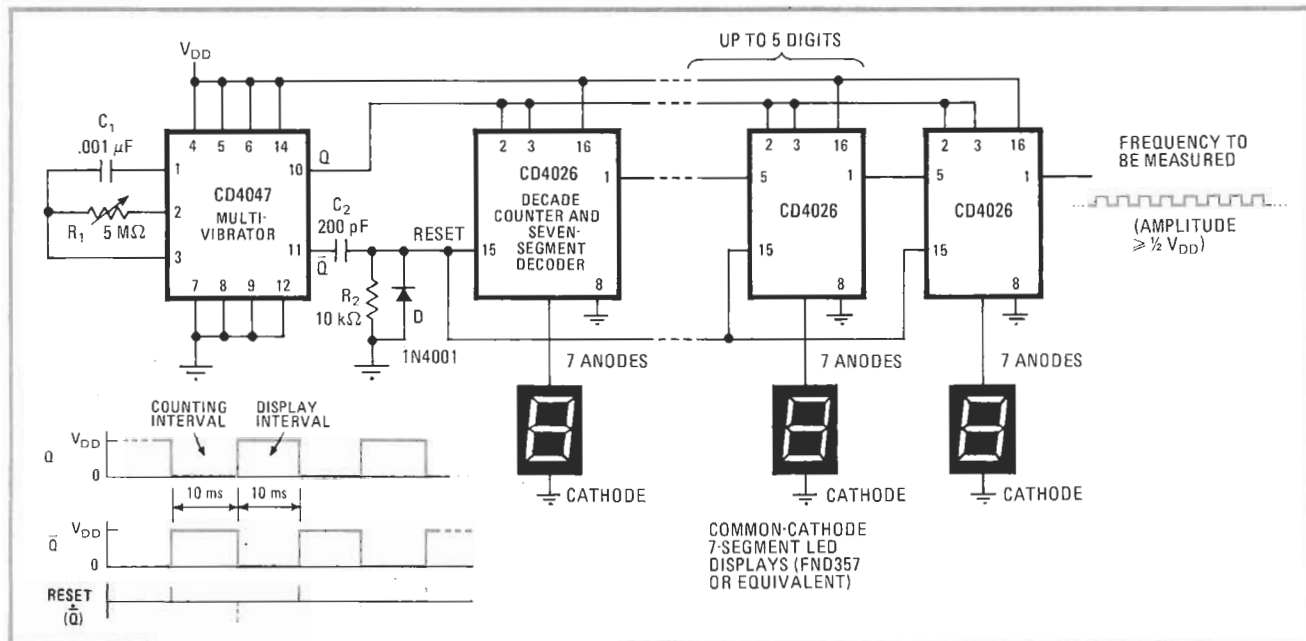 UP TO 5 DIGITS
V_DD
4 5 6 14
16
16
16
C₁
.001 µF
2 3
2 3
2 3
FREQUENCY TO
BE MEASURED
1
Q
10
CD4047
MULTI-
VIBRATOR
CD4026
DECADE
COUNTER AND
SEVEN-
SEGMENT
DECODER
1
5
1
CD4026
5
1
CD4026
2
R₁ 5 MΩ
3
C₂
200 pF
RESET
11
Q̄
15
15
15
(AMPLITUDE
⩾ ½ V_DD)
7 8 9 12
R₂
10 kΩ
D
1N4001
8
8
8
7 ANODES
7 ANODES
7 ANODES
8
8
8
COUNTING
INTERVAL
DISPLAY
INTERVAL
Q
V_DD
0
10 ms
10 ms
CATHODE
CATHODE
CATHODE
Q̄
V_DD
0
COMMON-CATHODE
7-SEGMENT LED
DISPLAYS (FND357
OR EQUIVALENT)
RESET
(Q̄)